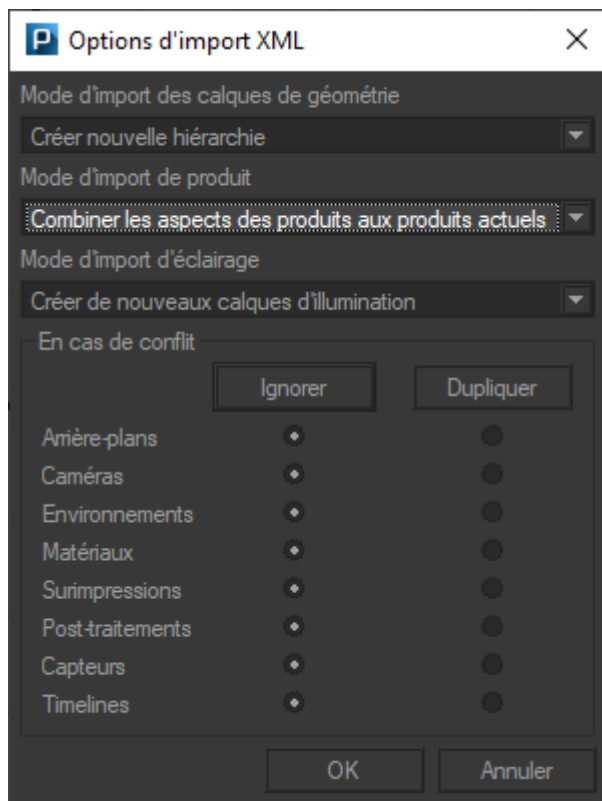 P Options d'import XML
Mode d'import des calques de géométrie
Créer nouvelle hiérarchie
Mode d'import de produit
Combiner les aspects des produits aux produits actuels
Mode d'import d'éclairage
Créer de nouveaux calques d'illumination
En cas de conflit
Ignorer Dupliquer
Arrière-plans
Caméras
Environnements
Matériaux
Surimpressions
Post-traitements
Capteurs
Timelines
OK Annuler